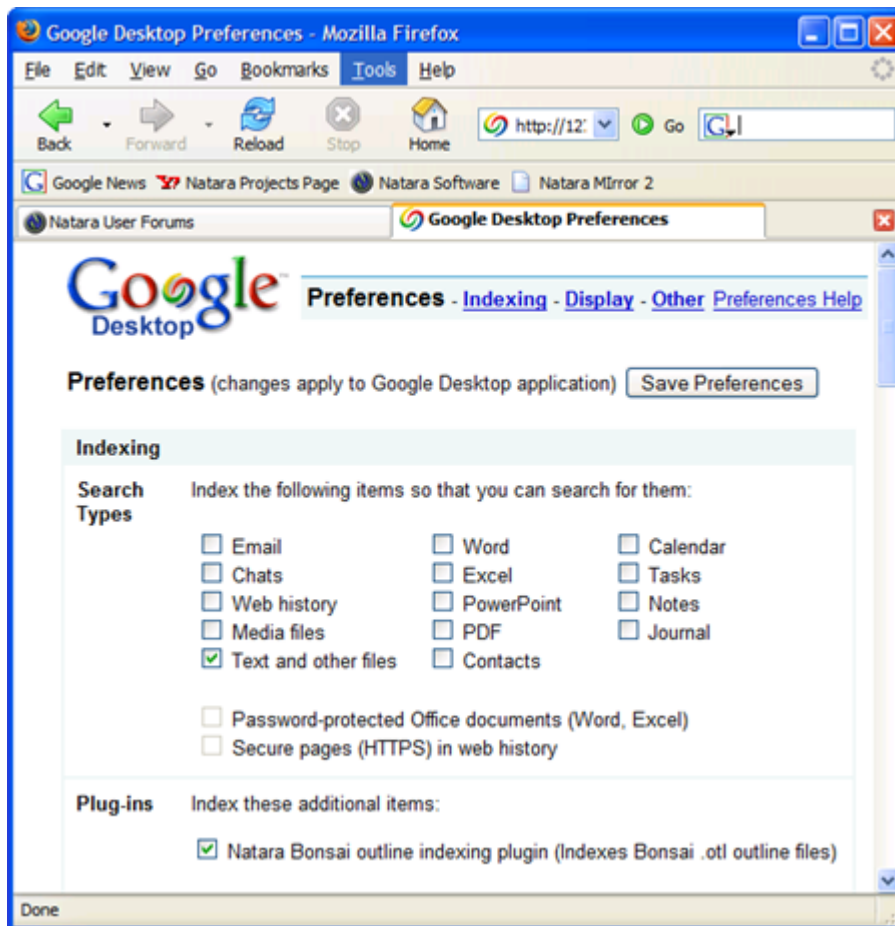 Google Desktop Preferences - Mozilla Firefox
File Edit View Go Bookmarks Tools Help
Back Forward Reload Stop Home http://12 Go G
Google News Natara Projects Page Natara Software Natara MIrror 2
Natara User Forums Google Desktop Preferences
Google™ Desktop
Preferences - Indexing - Display - Other Preferences Help
Preferences (changes apply to Google Desktop application) Save Preferences
Indexing
Search Types Index the following items so that you can search for them:
Email Word Calendar
Chats Excel Tasks
Web history PowerPoint Notes
Media files PDF Journal
Text and other files Contacts
Password-protected Office documents (Word, Excel)
Secure pages (HTTPS) in web history
Plug-ins Index these additional items:
Natara Bonsai outline indexing plugin (Indexes Bonsai .otl outline files)
Done